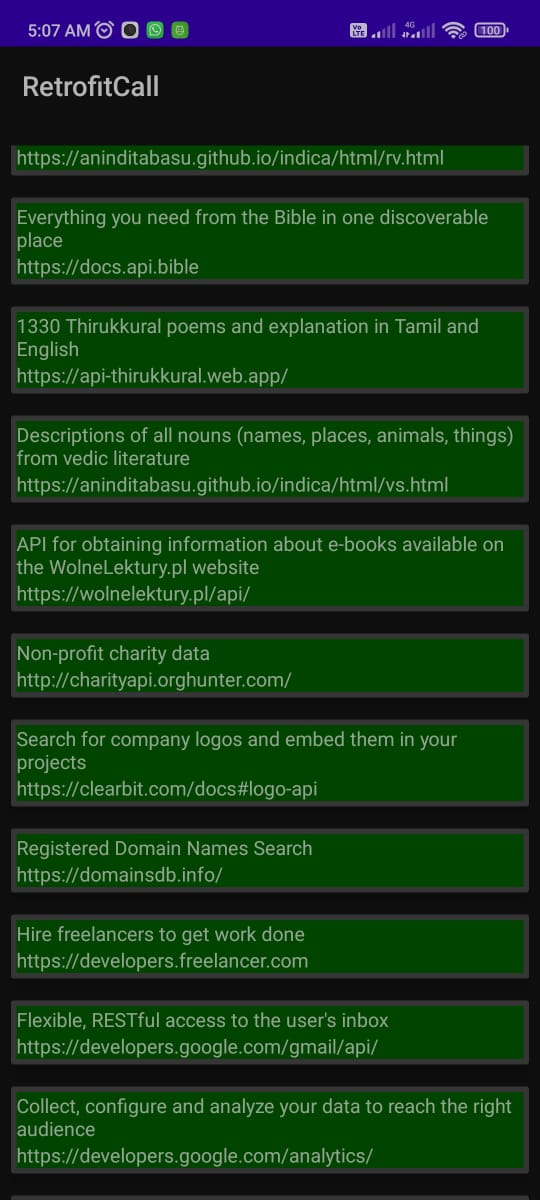 5:07 AM
Vo LTE
4G
100
RetrofitCall
https://aninditabasu.github.io/indica/html/rv.html
Everything you need from the Bible in one discoverable
place
https://docs.api.bible
1330 Thirukkural poems and explanation in Tamil and
English
https://api-thirukkural.web.app/
Descriptions of all nouns (names, places, animals, things)
from vedic literature
https://aninditabasu.github.io/indica/html/vs.html
API for obtaining information about e-books available on
the WolneLektury.pl website
https://wolnelektury.pl/api/
Non-profit charity data
http://charityapi.orghunter.com/
Search for company logos and embed them in your
projects
https://clearbit.com/docs#logo-api
Registered Domain Names Search
https://domainsdb.info/
Hire freelancers to get work done
https://developers.freelancer.com
Flexible, RESTful access to the user's inbox
https://developers.google.com/gmail/api/
Collect, configure and analyze your data to reach the right
audience
https://developers.google.com/analytics/